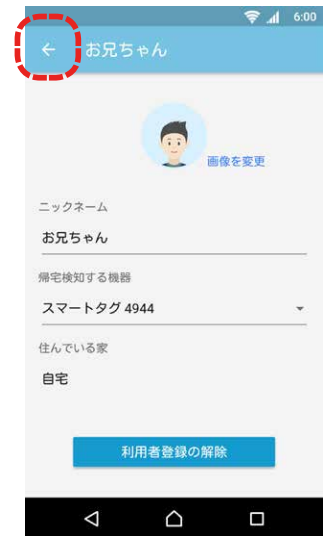 6:00
お兄ちゃん
画像を変更
ニックネーム
お兄ちゃん
帰宅検知する機器
スマートタグ 4944
住んでいる家
自宅
利用者登録の解除